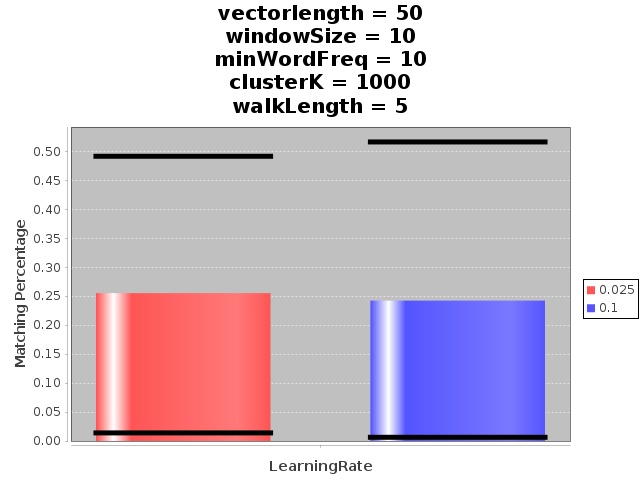 vectorlength = 50
windowSize = 10
minWordFreq = 10
clusterK = 1000
walkLength = 5
Matching Percentage
0.50
0.45
0.40
0.35
0.30
0.25
0.20
0.15
0.10
0.05
0.00
LearningRate
0.025
0.1